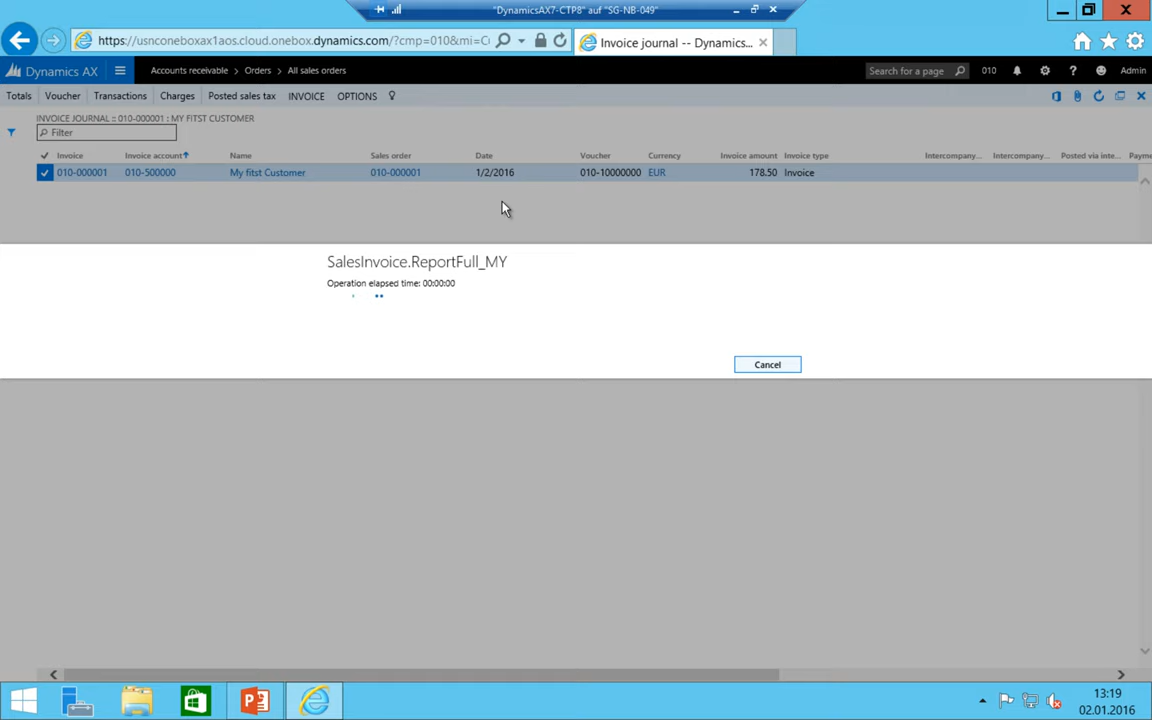 "DynamicsAX7-CTP8" auf "SG-NB-049"
https://usnconeboxax1aos.cloud.onebox.dynamics.com/?cmp=010&mi=C
Invoice journal -- Dynamics...
Dynamics AX
Accounts receivable > Orders > All sales orders
Search for a page
010
Admin
Totals Voucher Transactions Charges Posted sales tax INVOICE OPTIONS
INVOICE JOURNAL :: 010-000001 : MY FITST CUSTOMER
Filter
Invoice Invoice account Name Sales order Date Voucher Currency Invoice amount Invoice type Intercompany... Intercompany... Posted via inte... Payme
010-000001 010-500000 My fitst Customer 010-000001 1/2/2016 010-10000000 EUR 178.50 Invoice
SalesInvoice.ReportFull_MY
Operation elapsed time: 00:00:00
Cancel
13:19
02.01.2016